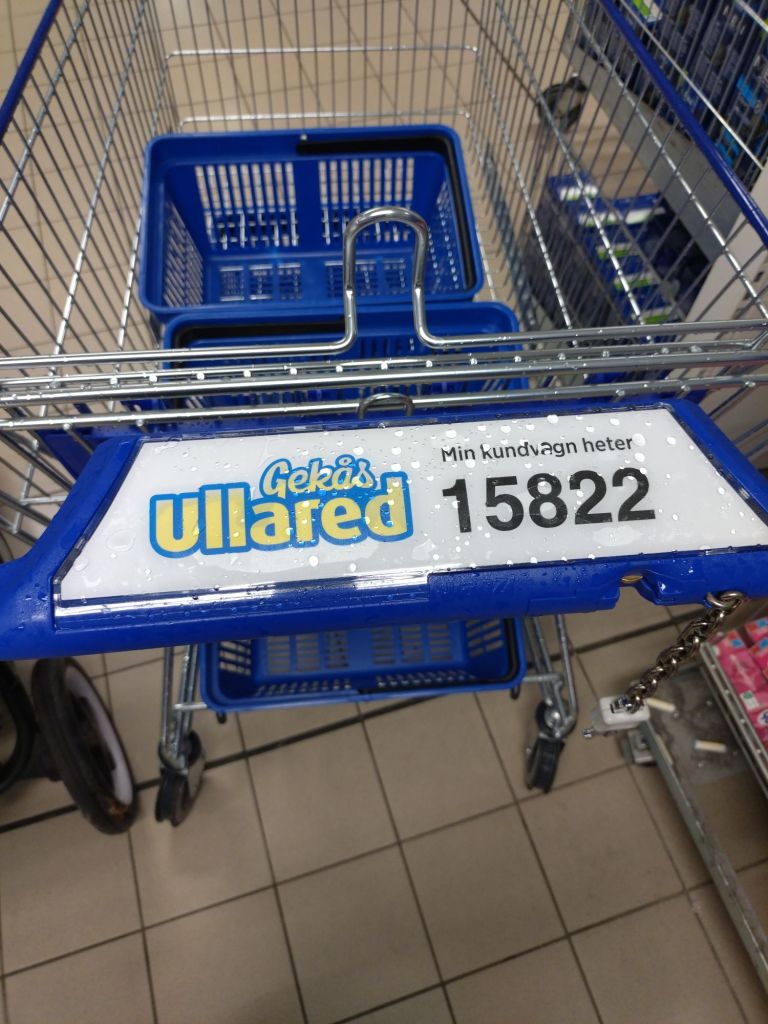 Gekås
Ullared
Min kundvagn heter
15822